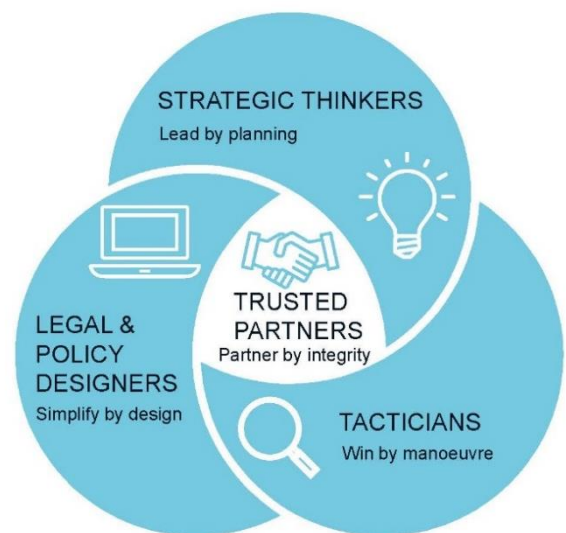 STRATEGIC THINKERS
Lead by planning
TRUSTED
PARTNERS
Partner by integrity
LEGAL &
POLICY
DESIGNERS
Simplify by design
TACTICIANS
Win by manoeuvre